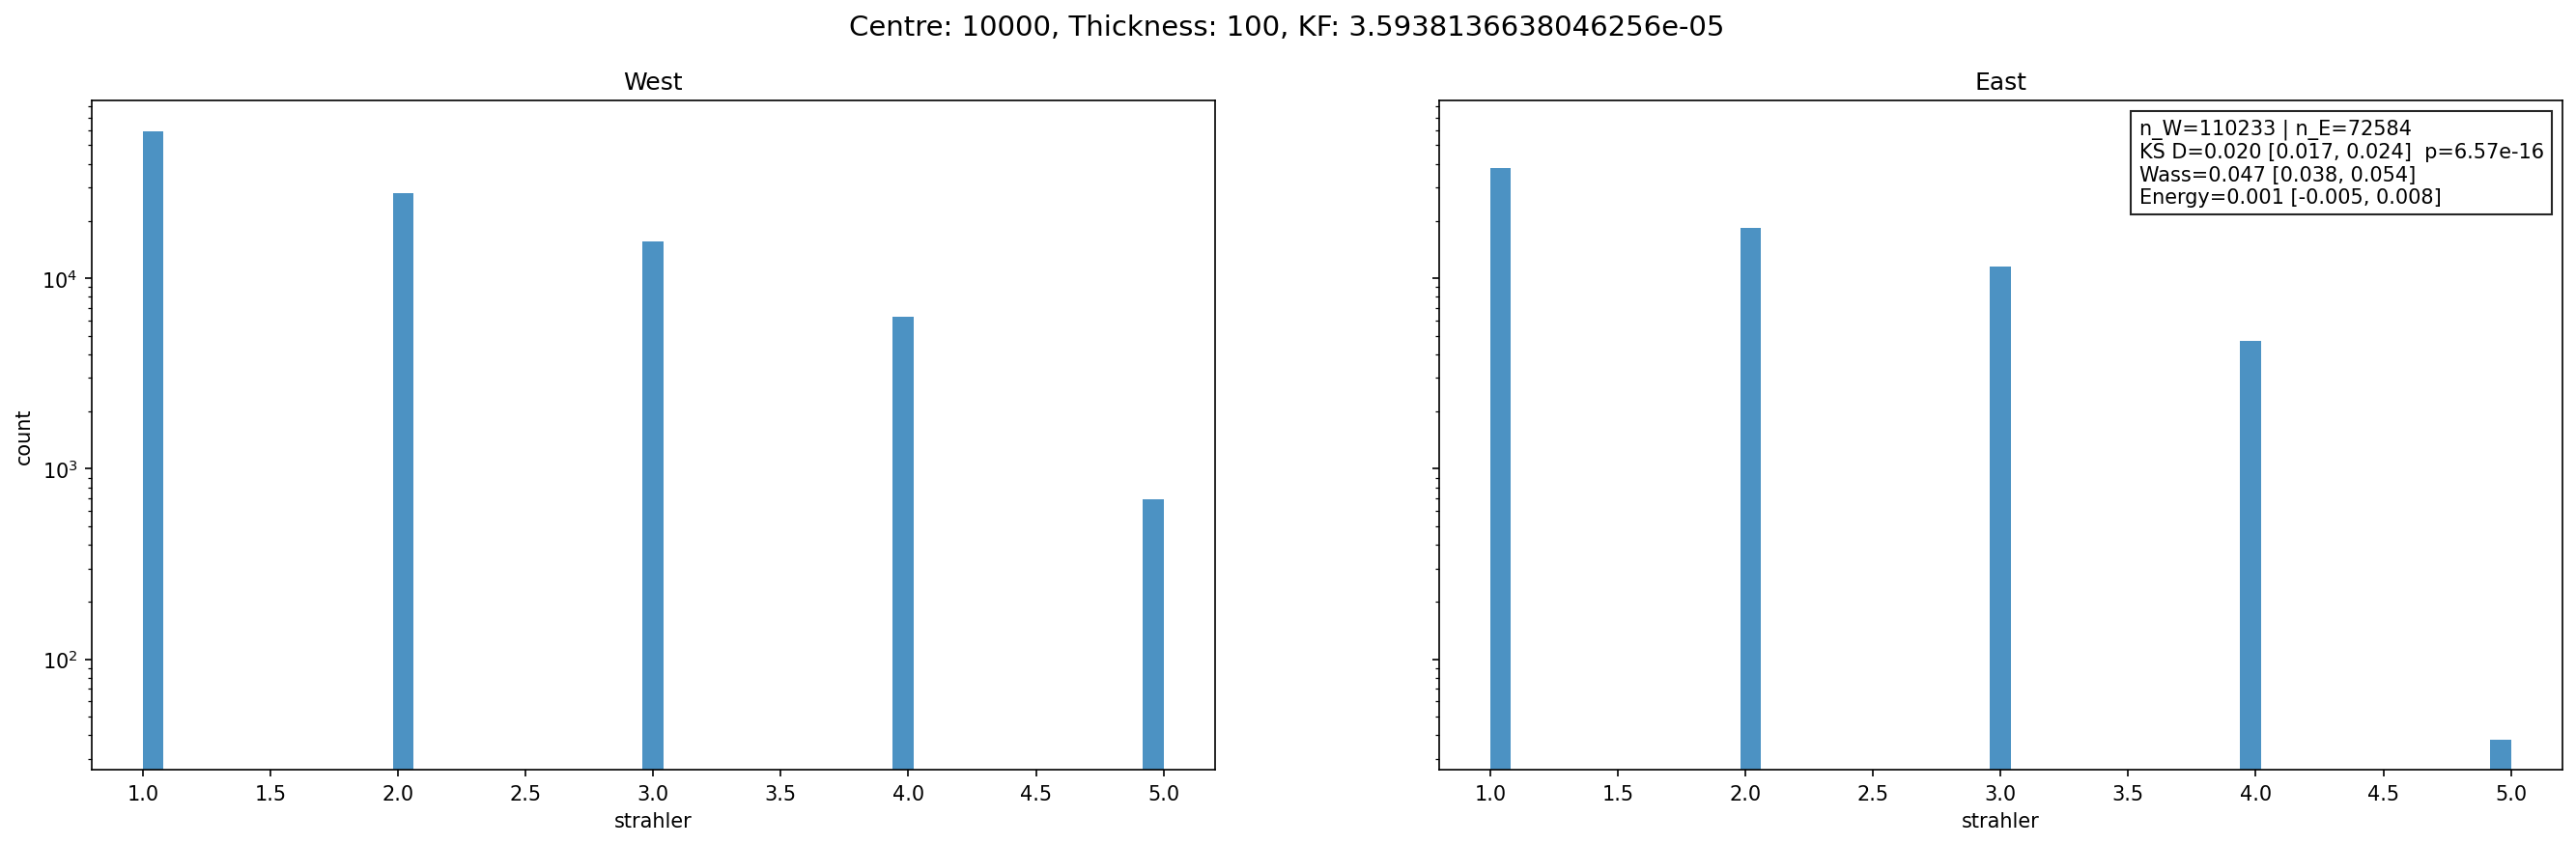 Centre: 10000, Thickness: 100, KF: 3.5938136638046256e-05
West
East
n_W=110233 | n_E=72584
KS D=0.020 [0.017, 0.024]  p=6.57e-16
Wass=0.047 [0.038, 0.054]
Energy=0.001 [-0.005, 0.008]
count
10⁴
10³
10²
1.0 1.5 2.0 2.5 3.0 3.5 4.0 4.5 5.0
strahler
1.0 1.5 2.0 2.5 3.0 3.5 4.0 4.5 5.0
strahler